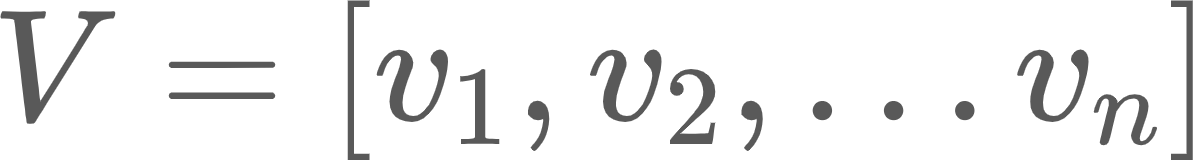 V = [v₁, v₂, . . . vₙ]